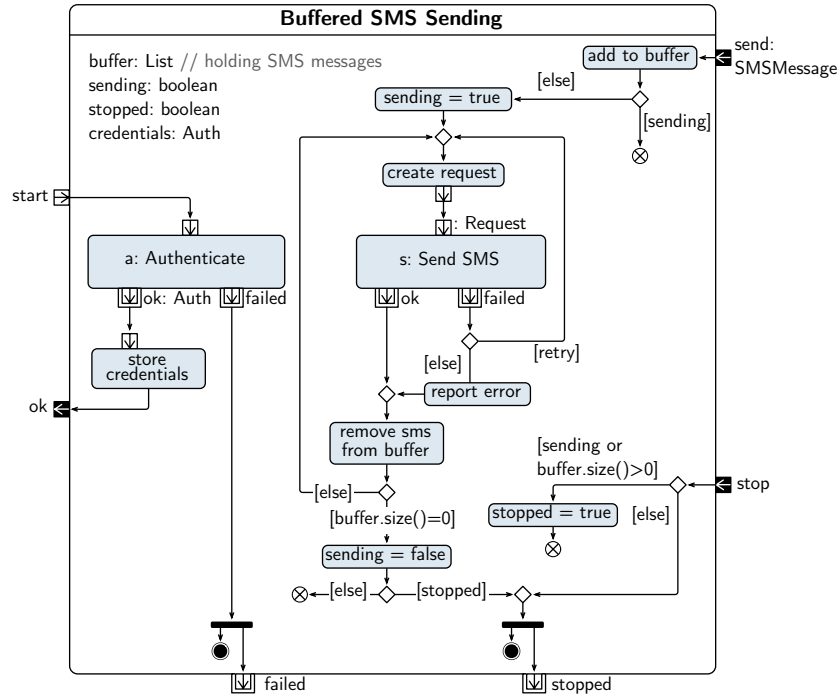 Buffered SMS Sending
buffer: List // holding SMS messages
sending: boolean
stopped: boolean
credentials: Auth
add to buffer
send:
SMSMessage
[else]
sending = true
[sending]
create request
start
: Request
a: Authenticate
s: Send SMS
ok: Auth
failed
ok
failed
store
credentials
[else]
[retry]
report error
ok
remove sms
from buffer
[sending or
buffer.size()>0]
stop
[else]
[buffer.size()=0]
stopped = true
[else]
sending = false
[else]
[stopped]
failed
stopped